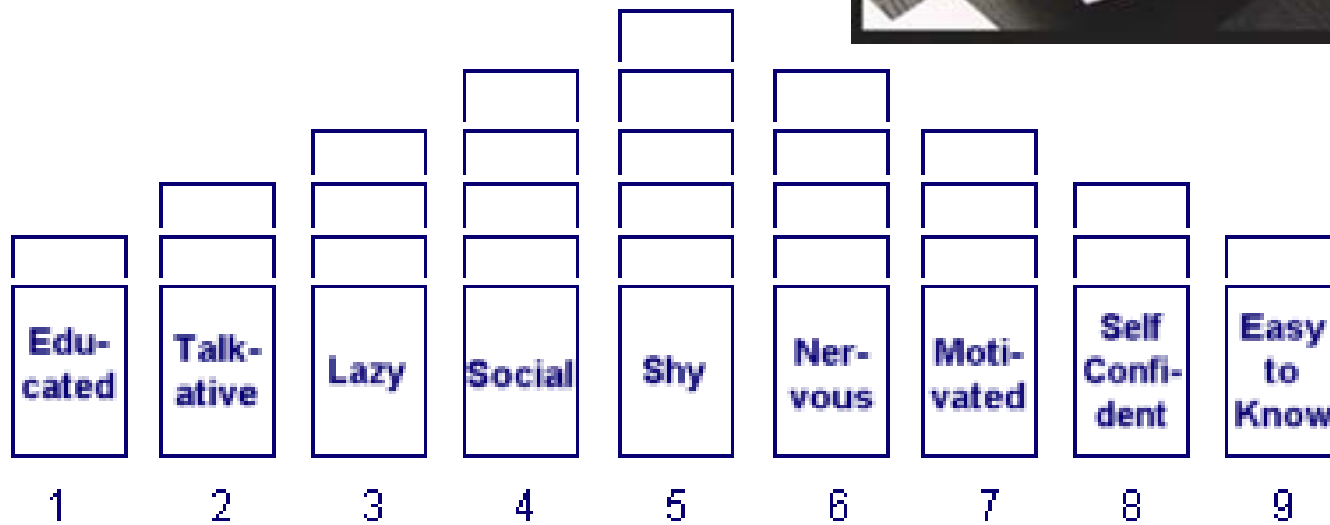 Edu-
cated
Talk-
ative
Lazy
Social
Shy
Ner-
vous
Moti-
vated
Self
Confi-
dent
Easy
to
Know
1 2 3 4 5 6 7 8 9